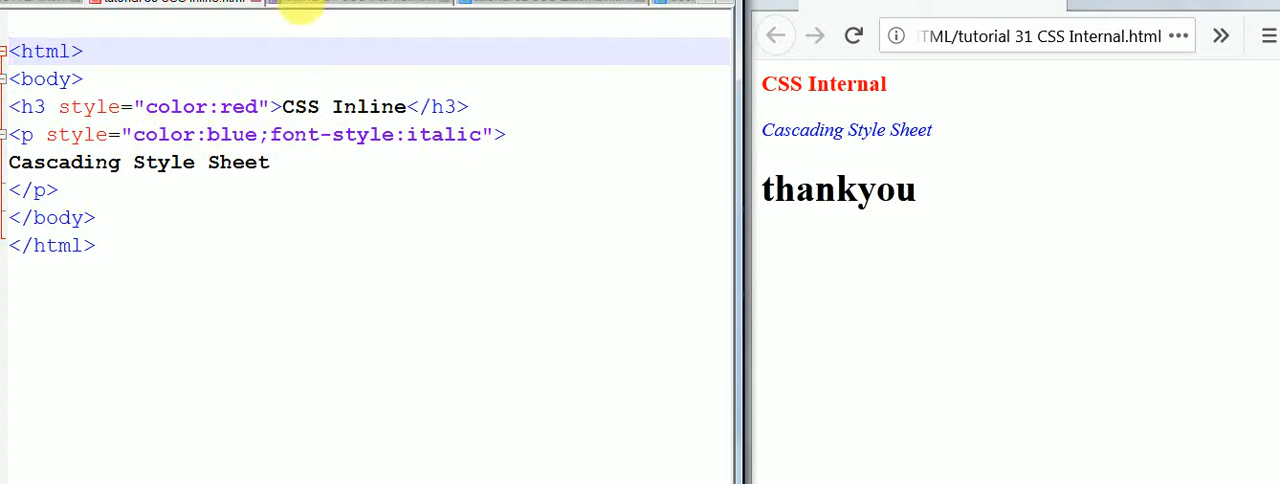 <html>
<body>
<h3 style="color:red">CSS Inline</h3>
<p style="color:blue;font-style:italic">
Cascading Style Sheet
</p>
</body>
</html>
TML/tutorial 31 CSS Internal.html
CSS Internal
Cascading Style Sheet
thankyou